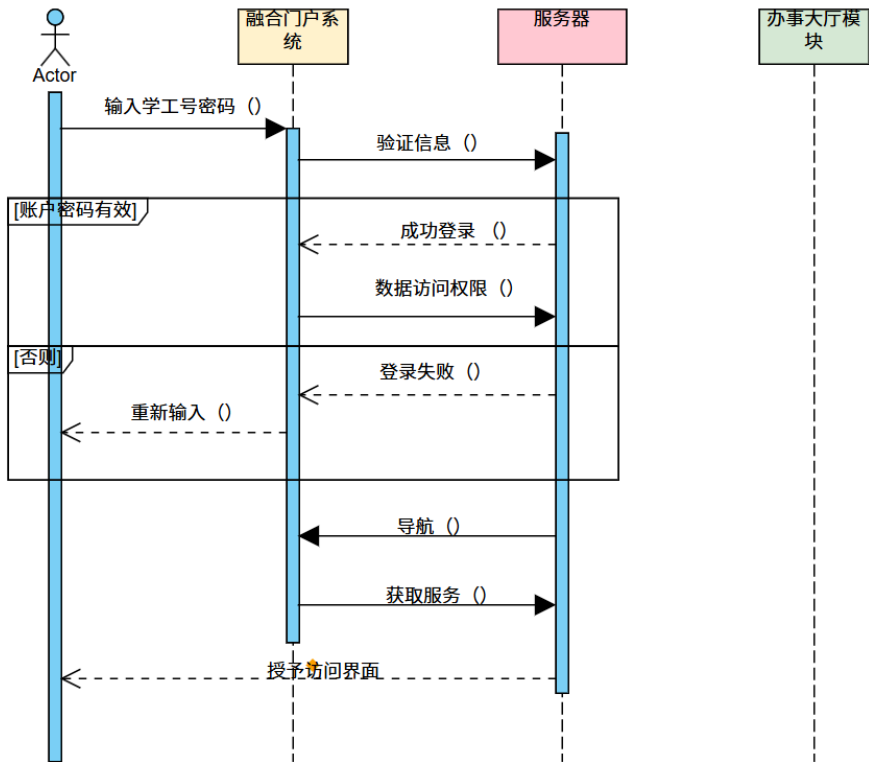 融合门户系
统
服务器
办事大厅模
块
Actor
输入学工号密码（）
验证信息（）
[账户密码有效]
成功登录 （）
数据访问权限（）
[否则]
登录失败（）
重新输入（）
导航（）
获取服务（）
授予访问界面